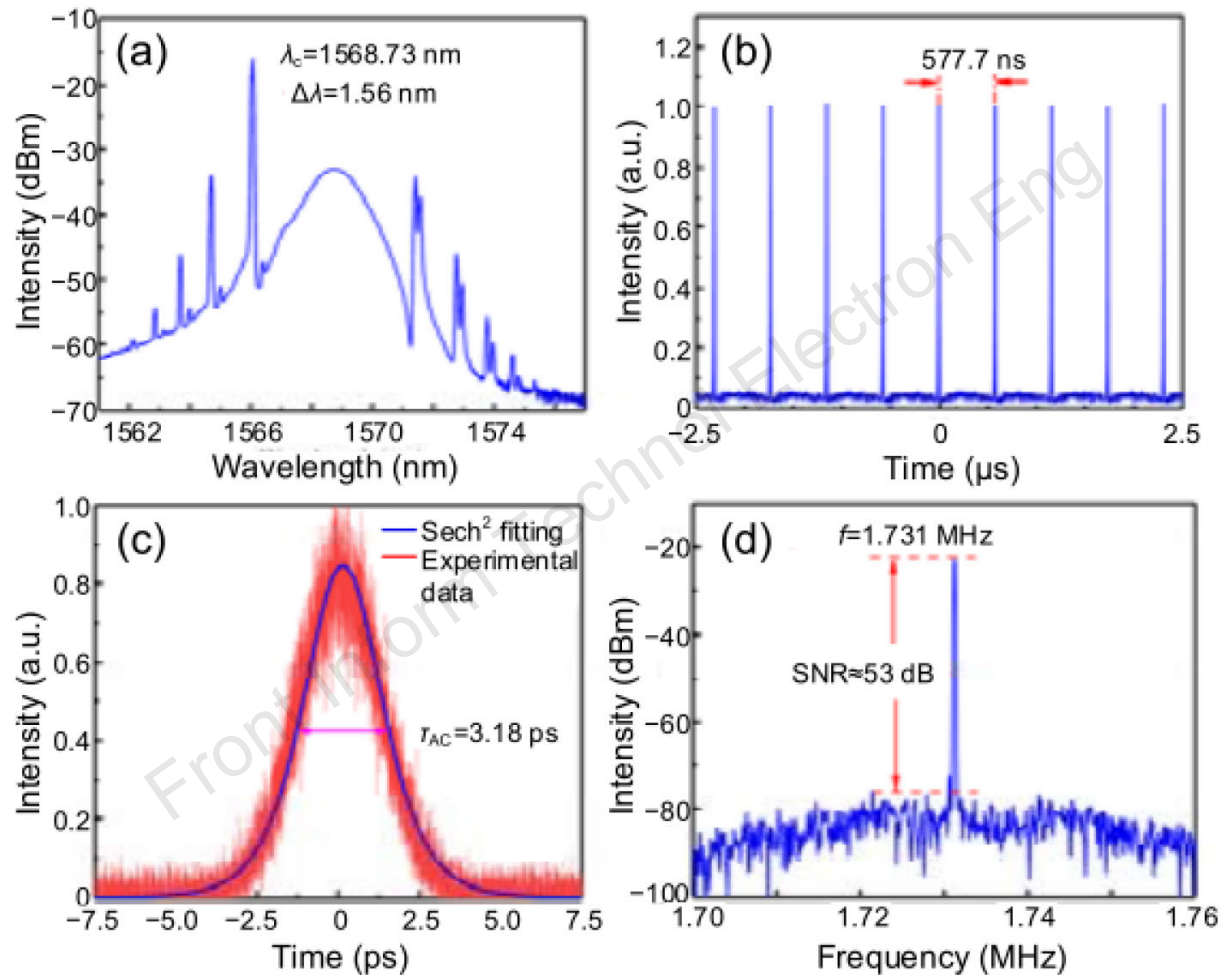 (a)
λc=1568.73 nm
Δλ=1.56 nm
−10
−20
−30
−40
−50
−60
−70
Intensity (dBm)
1562 1566 1570 1574
Wavelength (nm)
(b)
577.7 ns
1.2
1.0
0.8
0.6
0.4
0.2
0
Intensity (a.u.)
−2.5 0 2.5
Time (µs)
(c)
Sech² fitting
Experimental
data
τAC=3.18 ps
1.0
0.8
0.6
0.4
0.2
0
Intensity (a.u.)
−7.5 −5.0 −2.5 0 2.5 5.0 7.5
Time (ps)
(d)
f=1.731 MHz
SNR≈53 dB
−20
−40
−60
−80
−100
Intensity (dBm)
1.70 1.72 1.74 1.76
Frequency (MHz)
Front Inform Technol Electron Eng